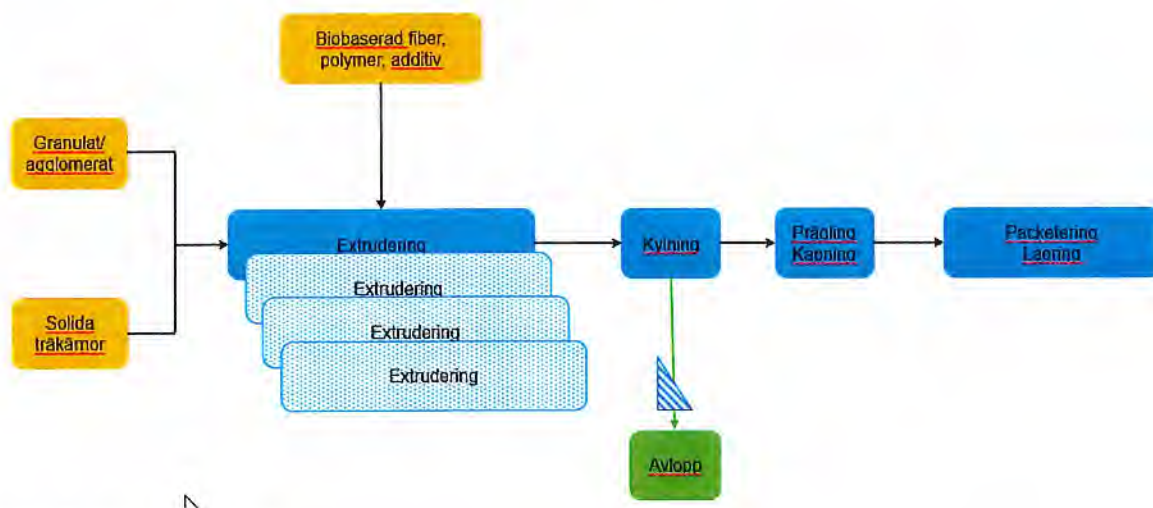 Biobaserad fiber,
polymer, additiv
Granulat/
agglomerat
Solida
träkärnor
Extrudering
Extrudering
Extrudering
Extrudering
Kylning
Prägling
Kapning
Packetering
Lagring
Avlopp